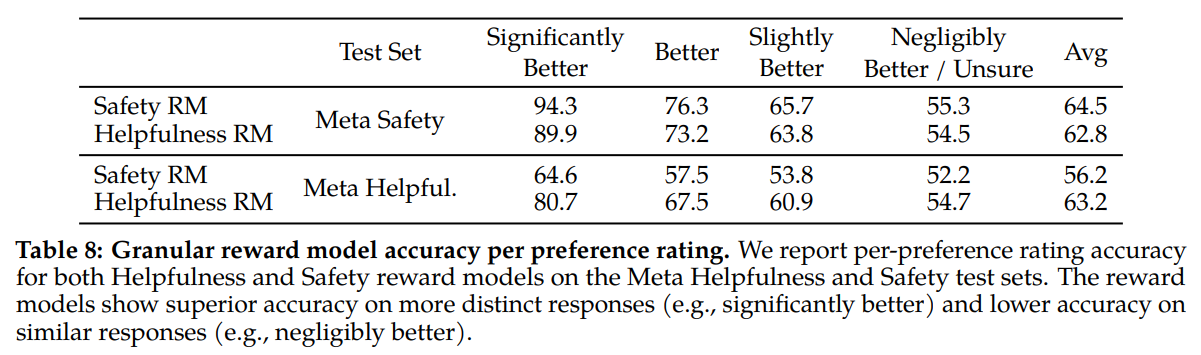 Test Set Significantly Better Better Slightly Better Negligibly Better / Unsure Avg
Safety RM Meta Safety 94.3 76.3 65.7 55.3 64.5
Helpfulness RM 89.9 73.2 63.8 54.5 62.8
Safety RM Meta Helpful. 64.6 57.5 53.8 52.2 56.2
Helpfulness RM 80.7 67.5 60.9 54.7 63.2
Table 8: Granular reward model accuracy per preference rating. We report per-preference rating accuracy
for both Helpfulness and Safety reward models on the Meta Helpfulness and Safety test sets. The reward
models show superior accuracy on more distinct responses (e.g., significantly better) and lower accuracy on
similar responses (e.g., negligibly better).